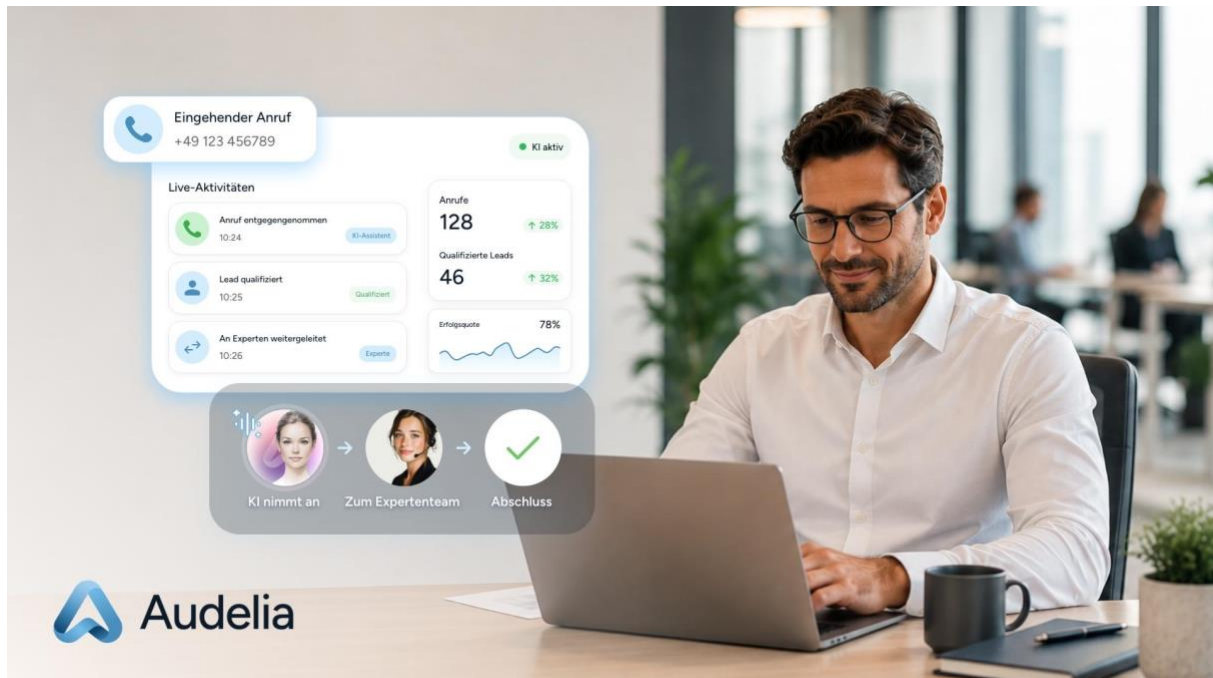 Eingehender Anruf
+49 123 456789
KI aktiv
Live-Aktivitäten
Anruf entgegengenommen
10:24
KI-Assistent
Lead qualifiziert
10:25
Qualifiziert
An Experten weitergeleitet
10:26
Experte
Anrufe
128
↑ 28%
Qualifizierte Leads
46
↑ 32%
Erfolgsquote
78%
KI nimmt an
Zum Expertenteam
Abschluss
Audelia